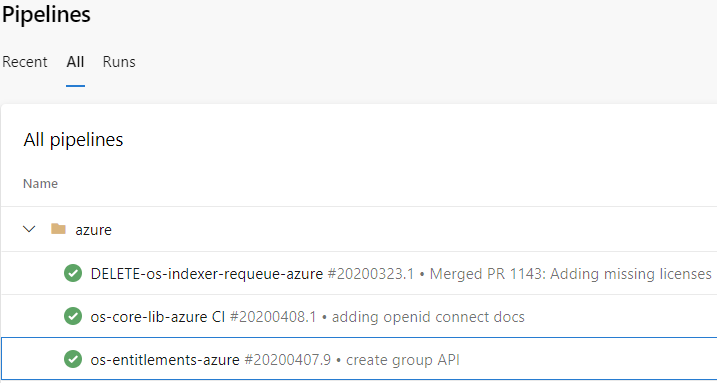 Pipelines
Recent All Runs
All pipelines
Name
azure
DELETE-os-indexer-requeue-azure #20200323.1 • Merged PR 1143: Adding missing licenses
os-core-lib-azure CI #20200408.1 • adding openid connect docs
os-entitlements-azure #20200407.9 • create group API